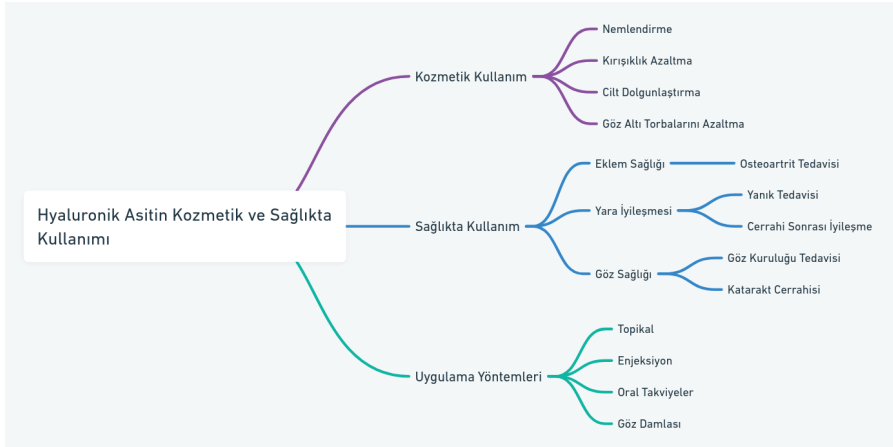 Hyaluronik Asitin Kozmetik ve Sağlıkta
Kullanımı
Kozmetik Kullanım
Nemlendirme
Kırışıklık Azaltma
Cilt Dolgunlaştırma
Göz Altı Torbalarını Azaltma
Sağlıkta Kullanım
Eklem Sağlığı
Osteoartrit Tedavisi
Yara İyileşmesi
Yanık Tedavisi
Cerrahi Sonrası İyileşme
Göz Sağlığı
Göz Kuruluğu Tedavisi
Katarakt Cerrahisi
Uygulama Yöntemleri
Topikal
Enjeksiyon
Oral Takviyeler
Göz Damlası